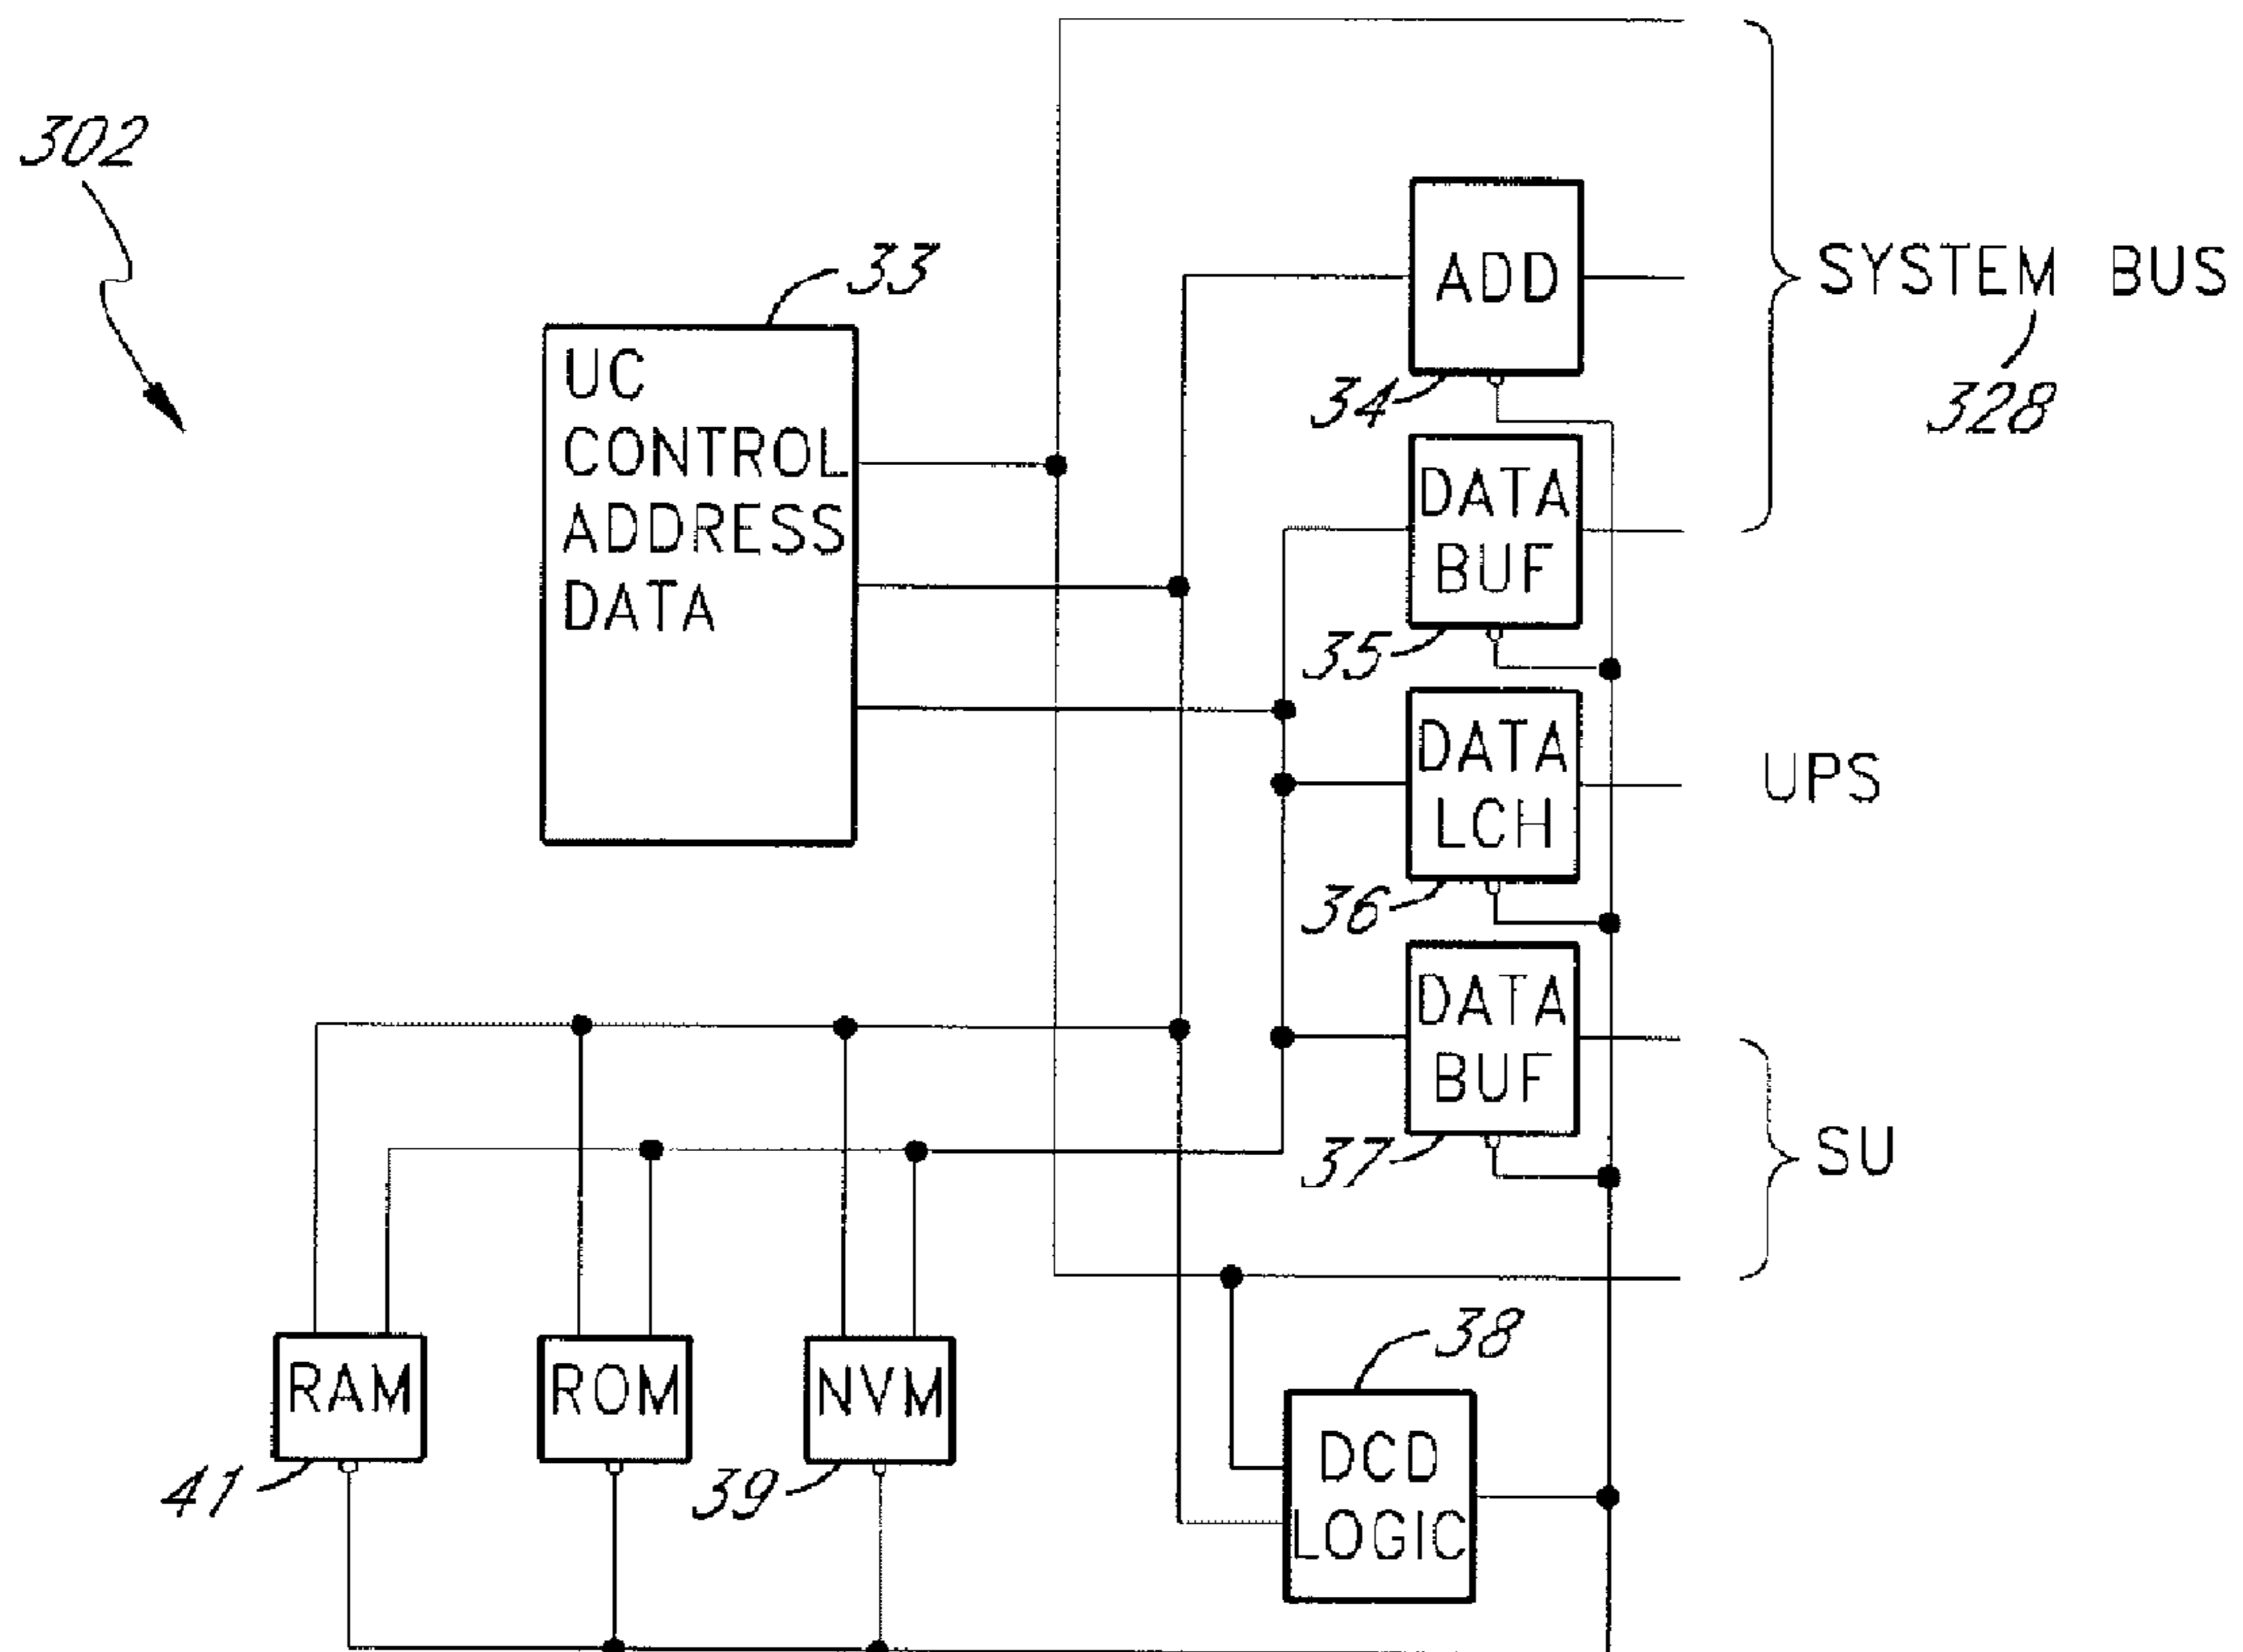 302
33
UC
CONTROL
ADDRESS
DATA
ADD
34
SYSTEM BUS
328
DATA
BUF
35
DATA
LCH
36
UPS
DATA
BUF
37
SU
RAM
41
ROM
NVM
39
38
DCD
LOGIC